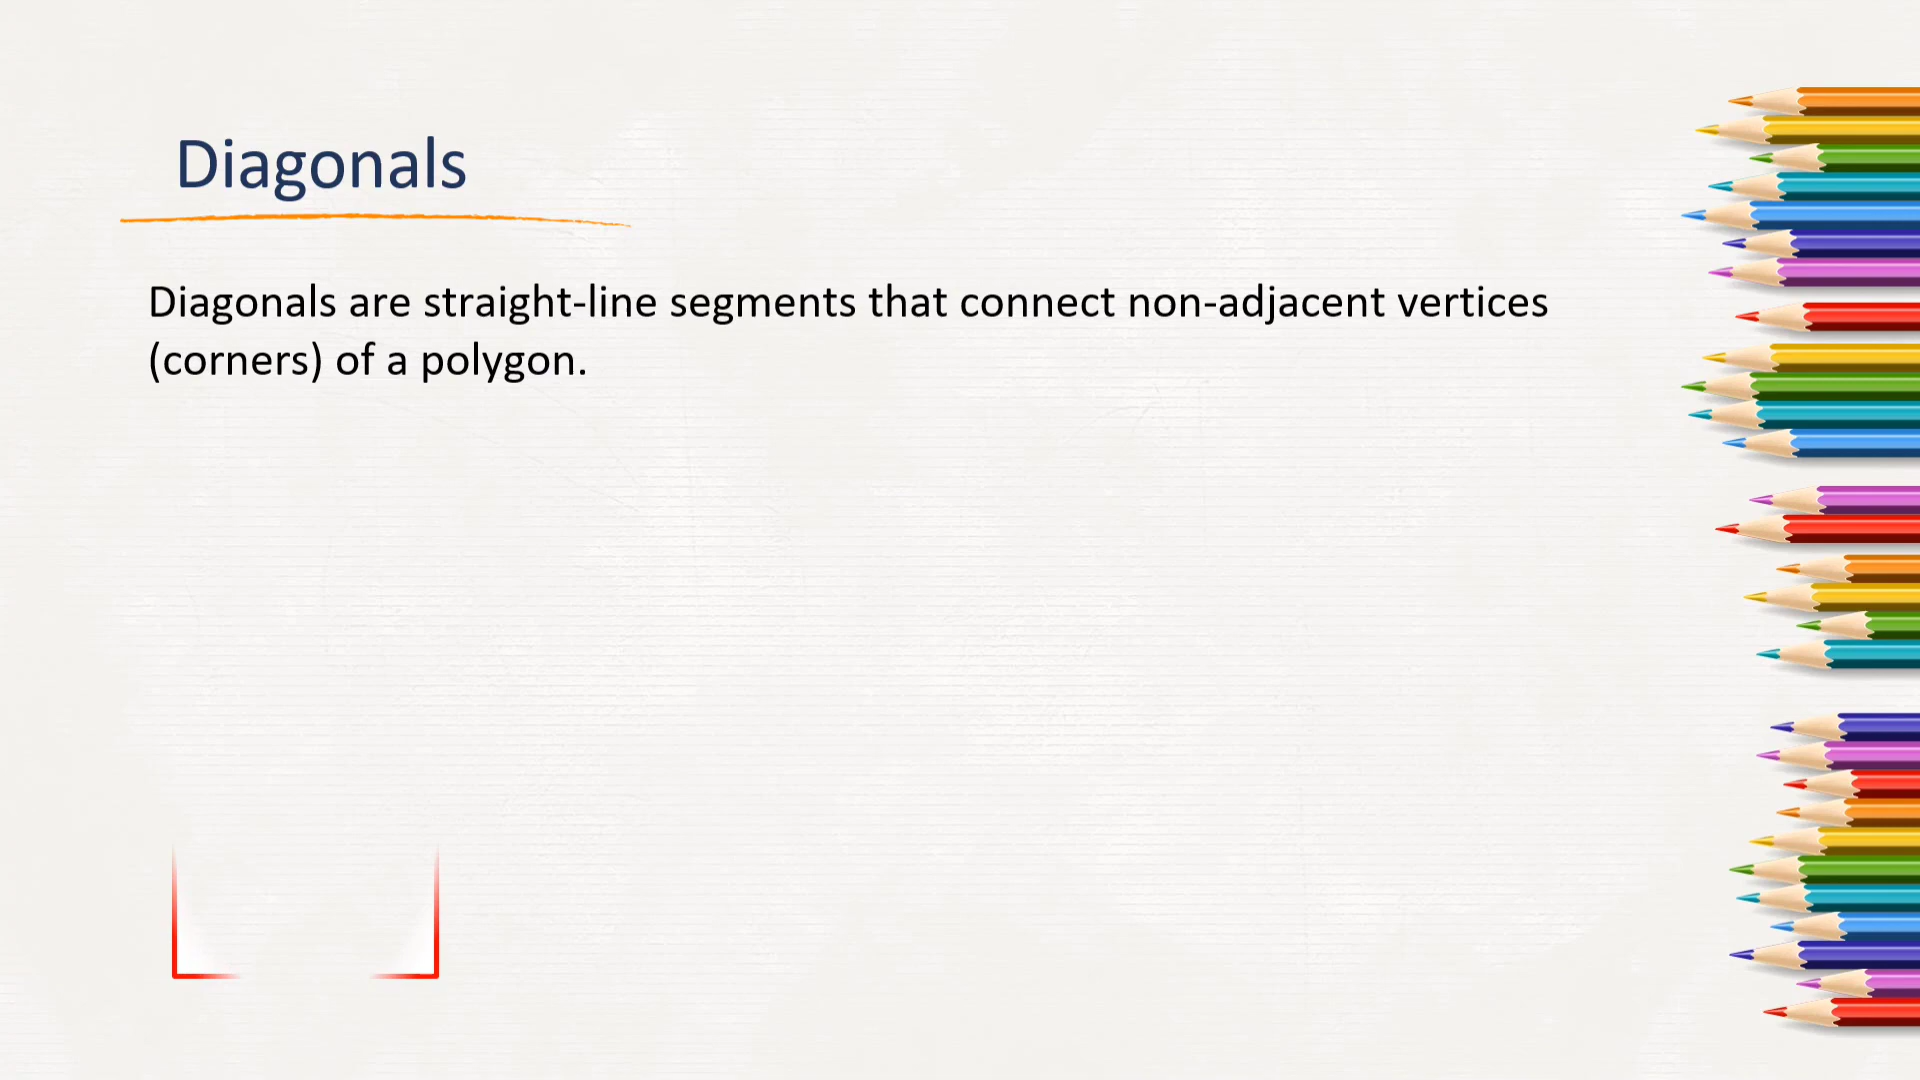 Diagonals
Diagonals are straight-line segments that connect non-adjacent vertices
(corners) of a polygon.